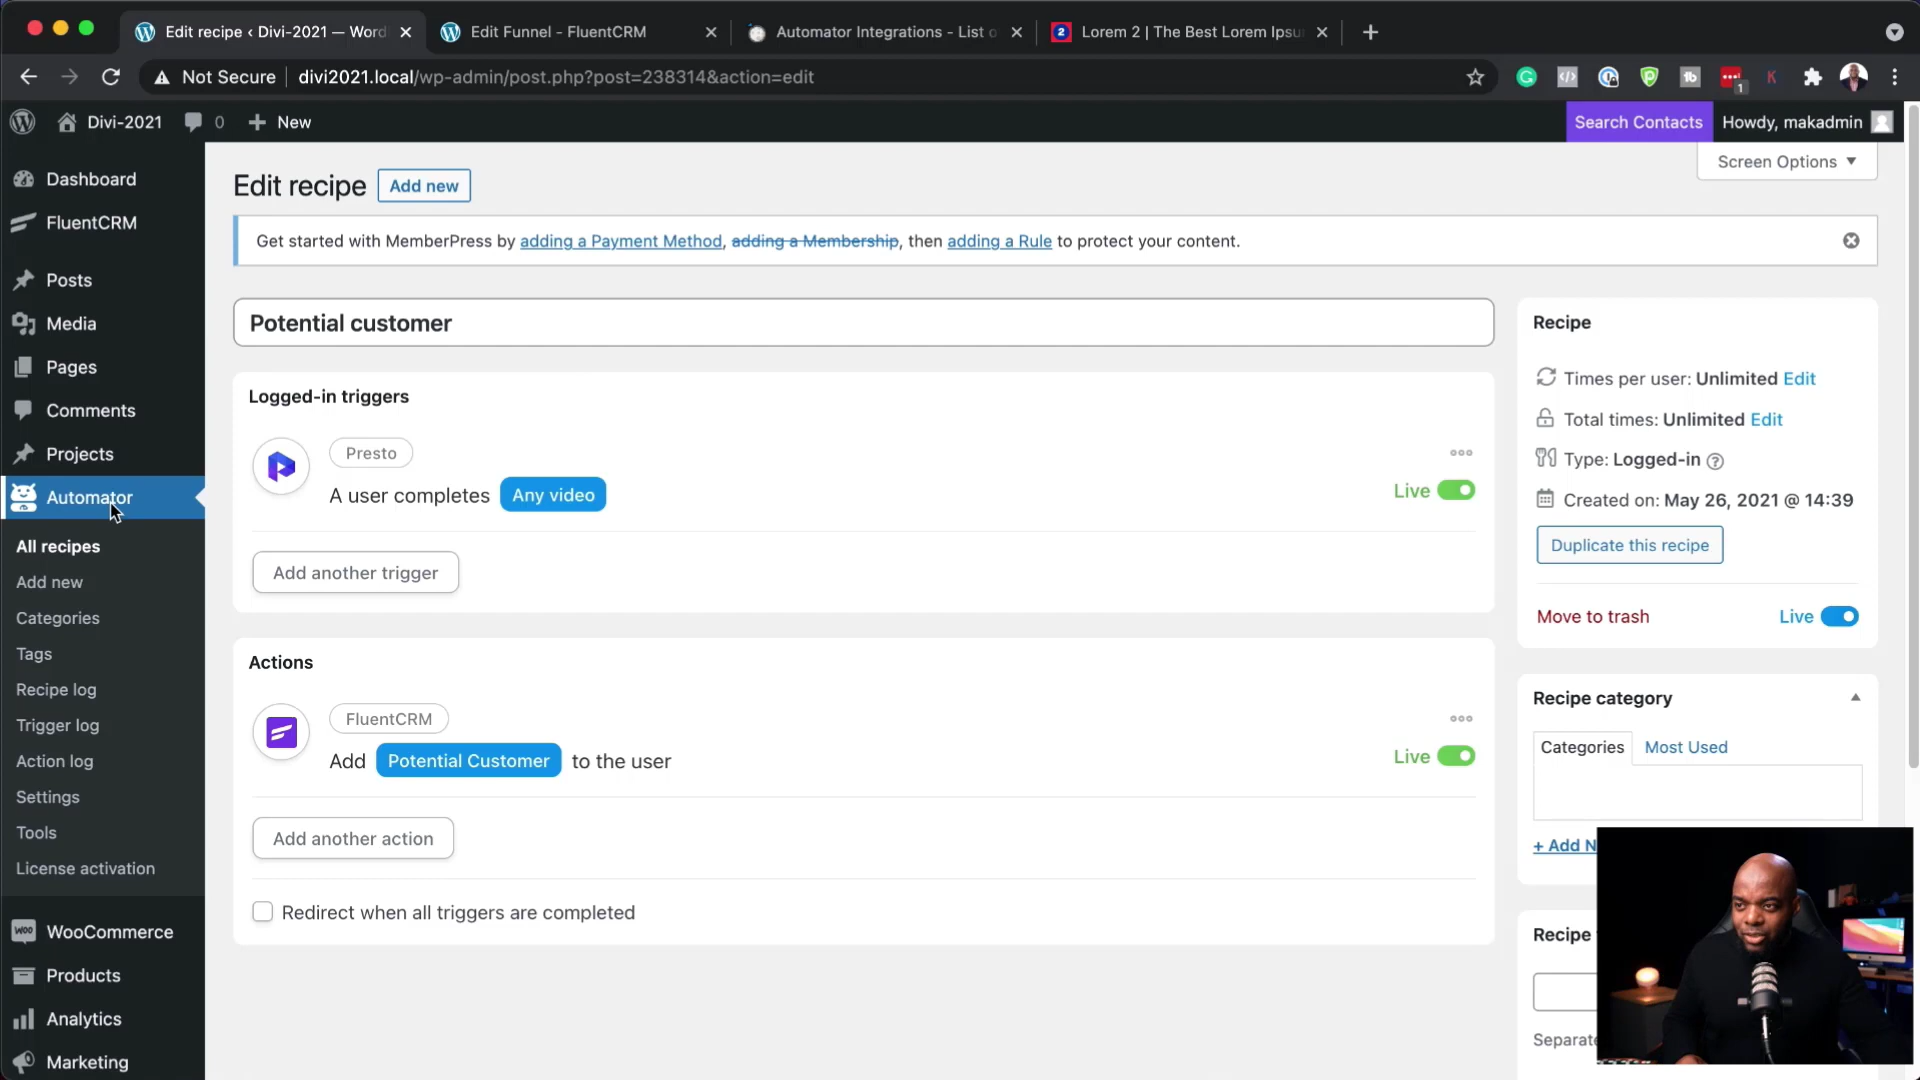 Edit recipe ‹ Divi-2021 — Word
Edit Funnel - FluentCRM
Automator Integrations - List o
Lorem 2 | The Best Lorem Ipsu
Not Secure
divi2021.local/wp-admin/post.php?post=238314&action=edit
Divi-2021
0
New
Search Contacts
Howdy, makadmin
Dashboard
FluentCRM
Posts
Media
Pages
Comments
Projects
Automator
All recipes
Add new
Categories
Tags
Recipe log
Trigger log
Action log
Settings
Tools
License activation
WooCommerce
Products
Analytics
Marketing
Screen Options
Edit recipe
Add new
Get started with MemberPress by adding a Payment Method, adding a Membership, then adding a Rule to protect your content.
Potential customer
Logged-in triggers
Presto
A user completes Any video
Live
Add another trigger
Actions
FluentCRM
Add Potential Customer to the user
Live
Add another action
Redirect when all triggers are completed
Recipe
Times per user: Unlimited Edit
Total times: Unlimited Edit
Type: Logged-in
Created on: May 26, 2021 @ 14:39
Duplicate this recipe
Move to trash
Live
Recipe category
Categories
Most Used
+ Add N
Recipe
Separate